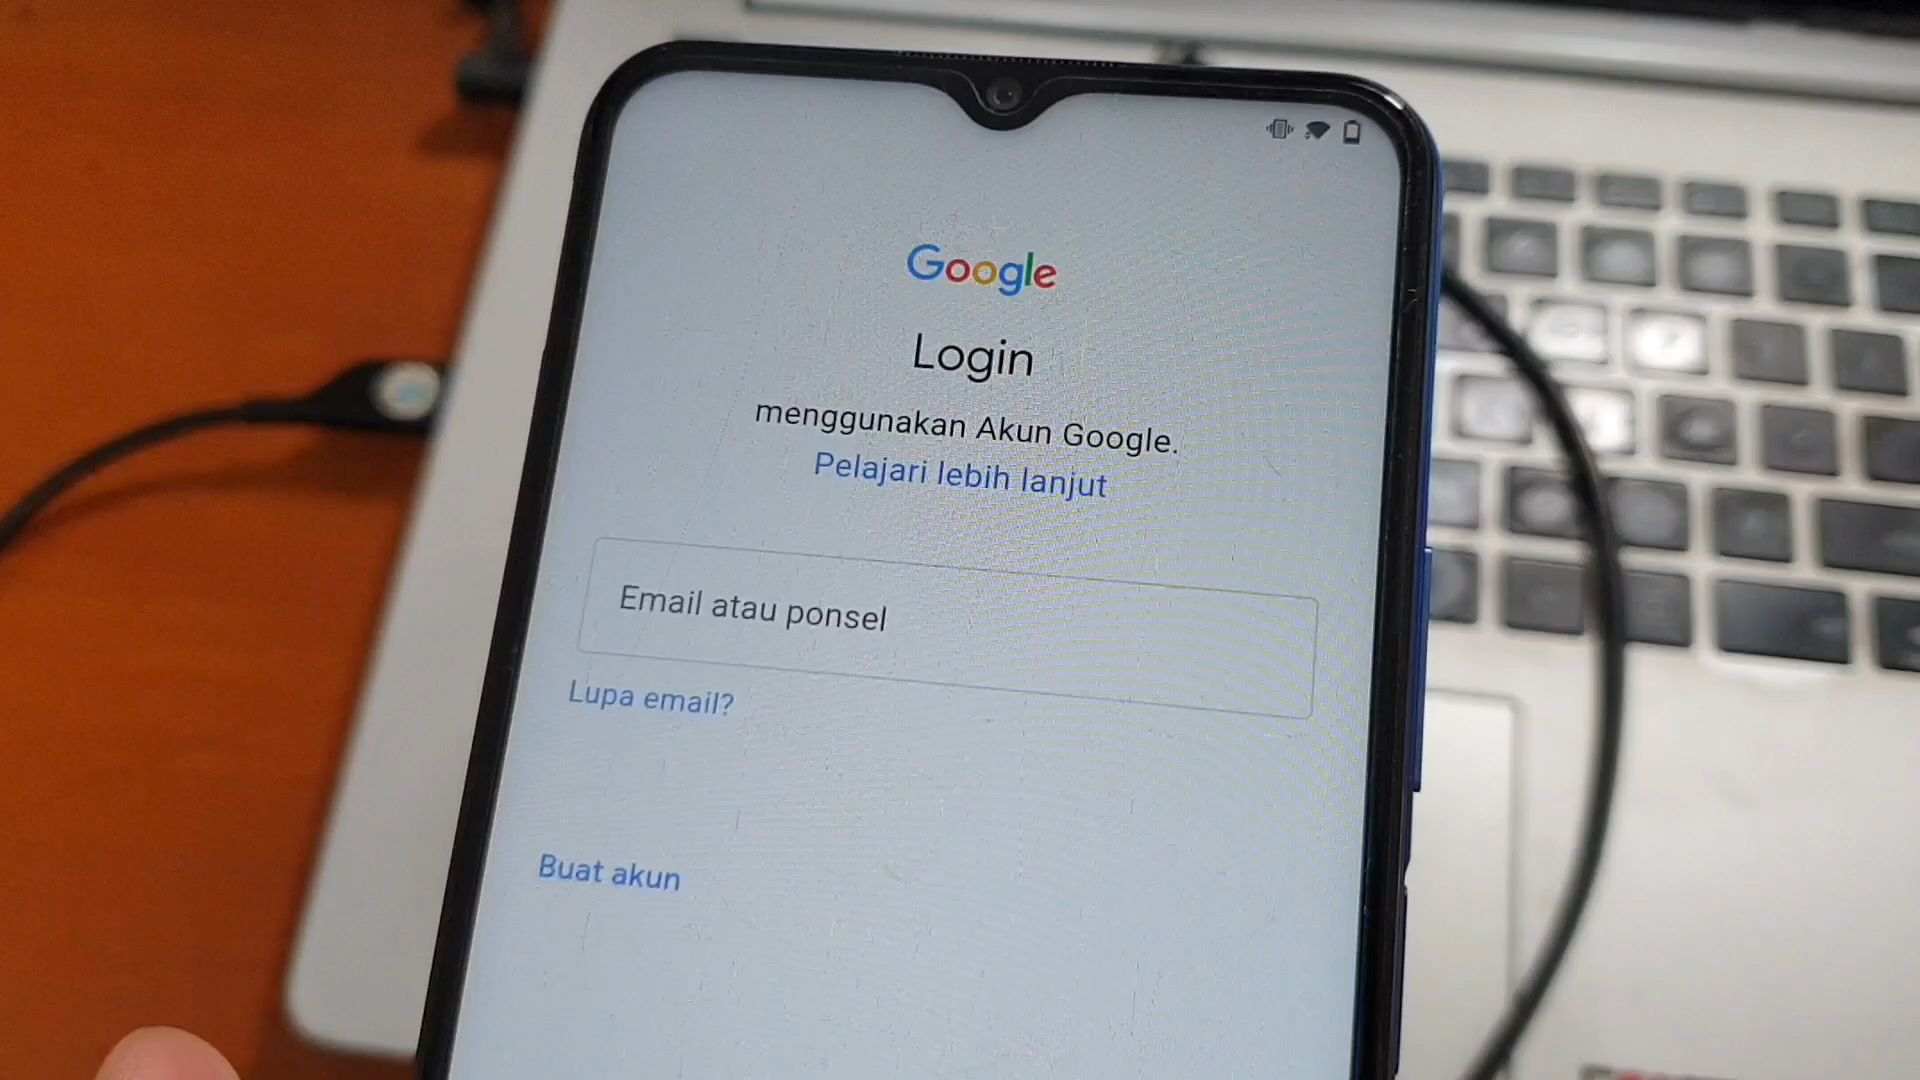 Google
Login
menggunakan Akun Google.
Pelajari lebih lanjut
Email atau ponsel
Lupa email?
Buat akun